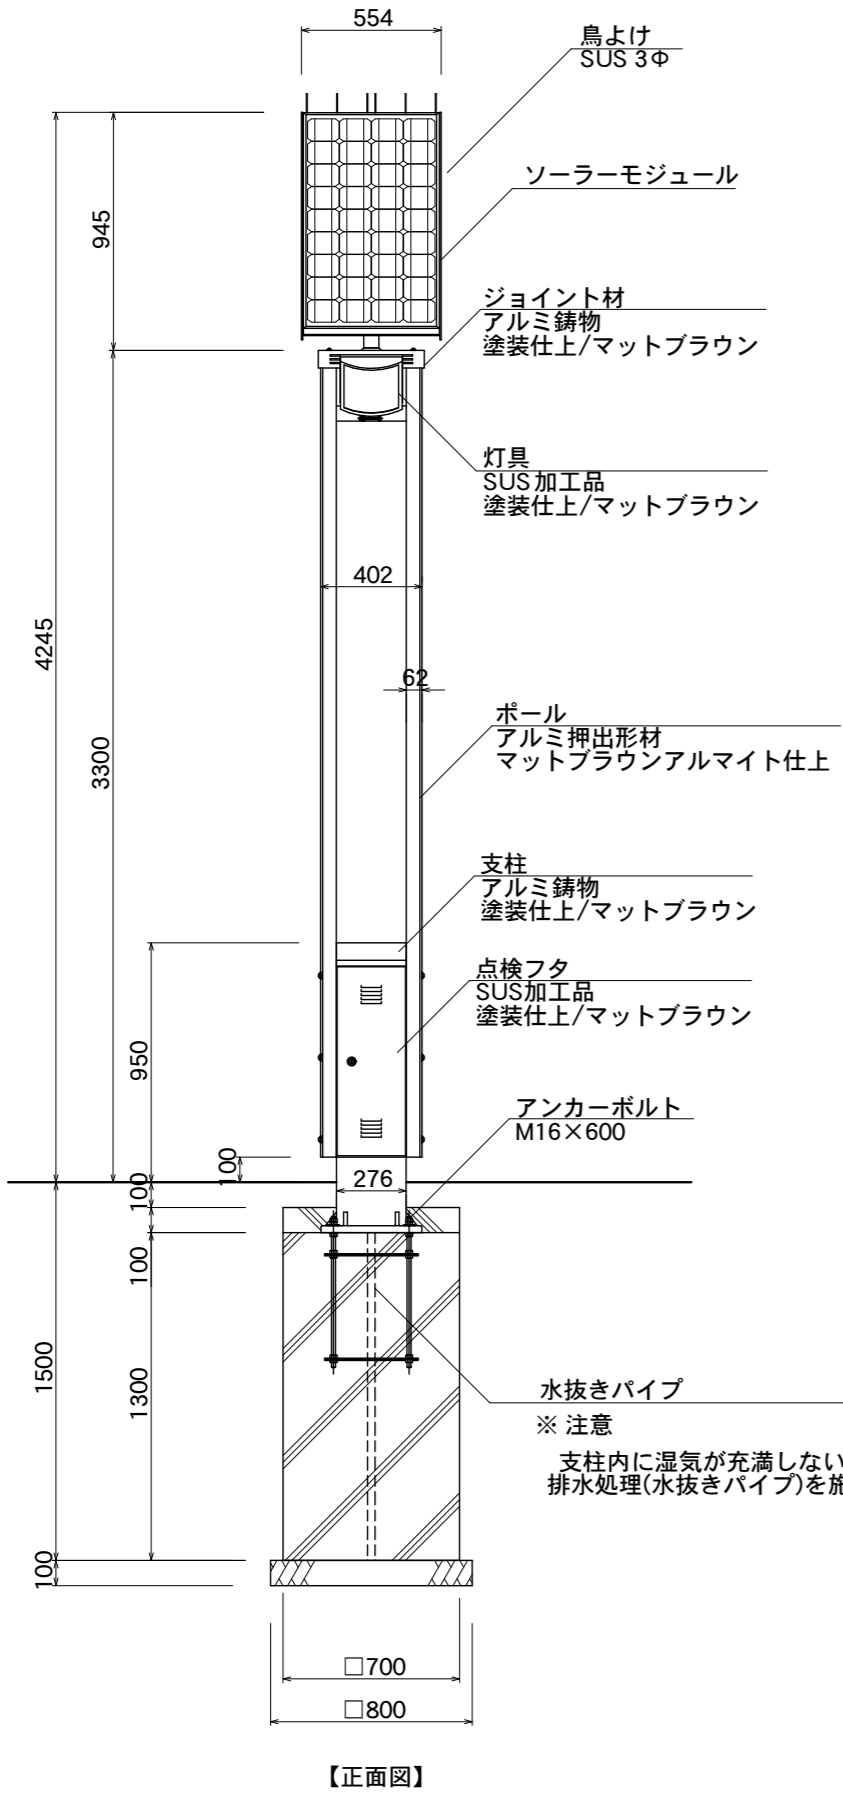 554
鳥よけ
SUS 3Φ
ソーラーモジュール
945
ジョイント材
アルミ鋳物
塗装仕上/マットブラウン
灯具
SUS加工品
塗装仕上/マットブラウン
402
4245
62
3300
ポール
アルミ押出形材
マットブラウンアルマイト仕上
支柱
アルミ鋳物
塗装仕上/マットブラウン
点検フタ
SUS加工品
塗装仕上/マットブラウン
950
アンカーボルト
M16×600
100
276
100
100
1500
1300
水抜きパイプ
※ 注意
支柱内に湿気が充満しない
排水処理(水抜きパイプ)を施
100
□700
□800
【正面図】